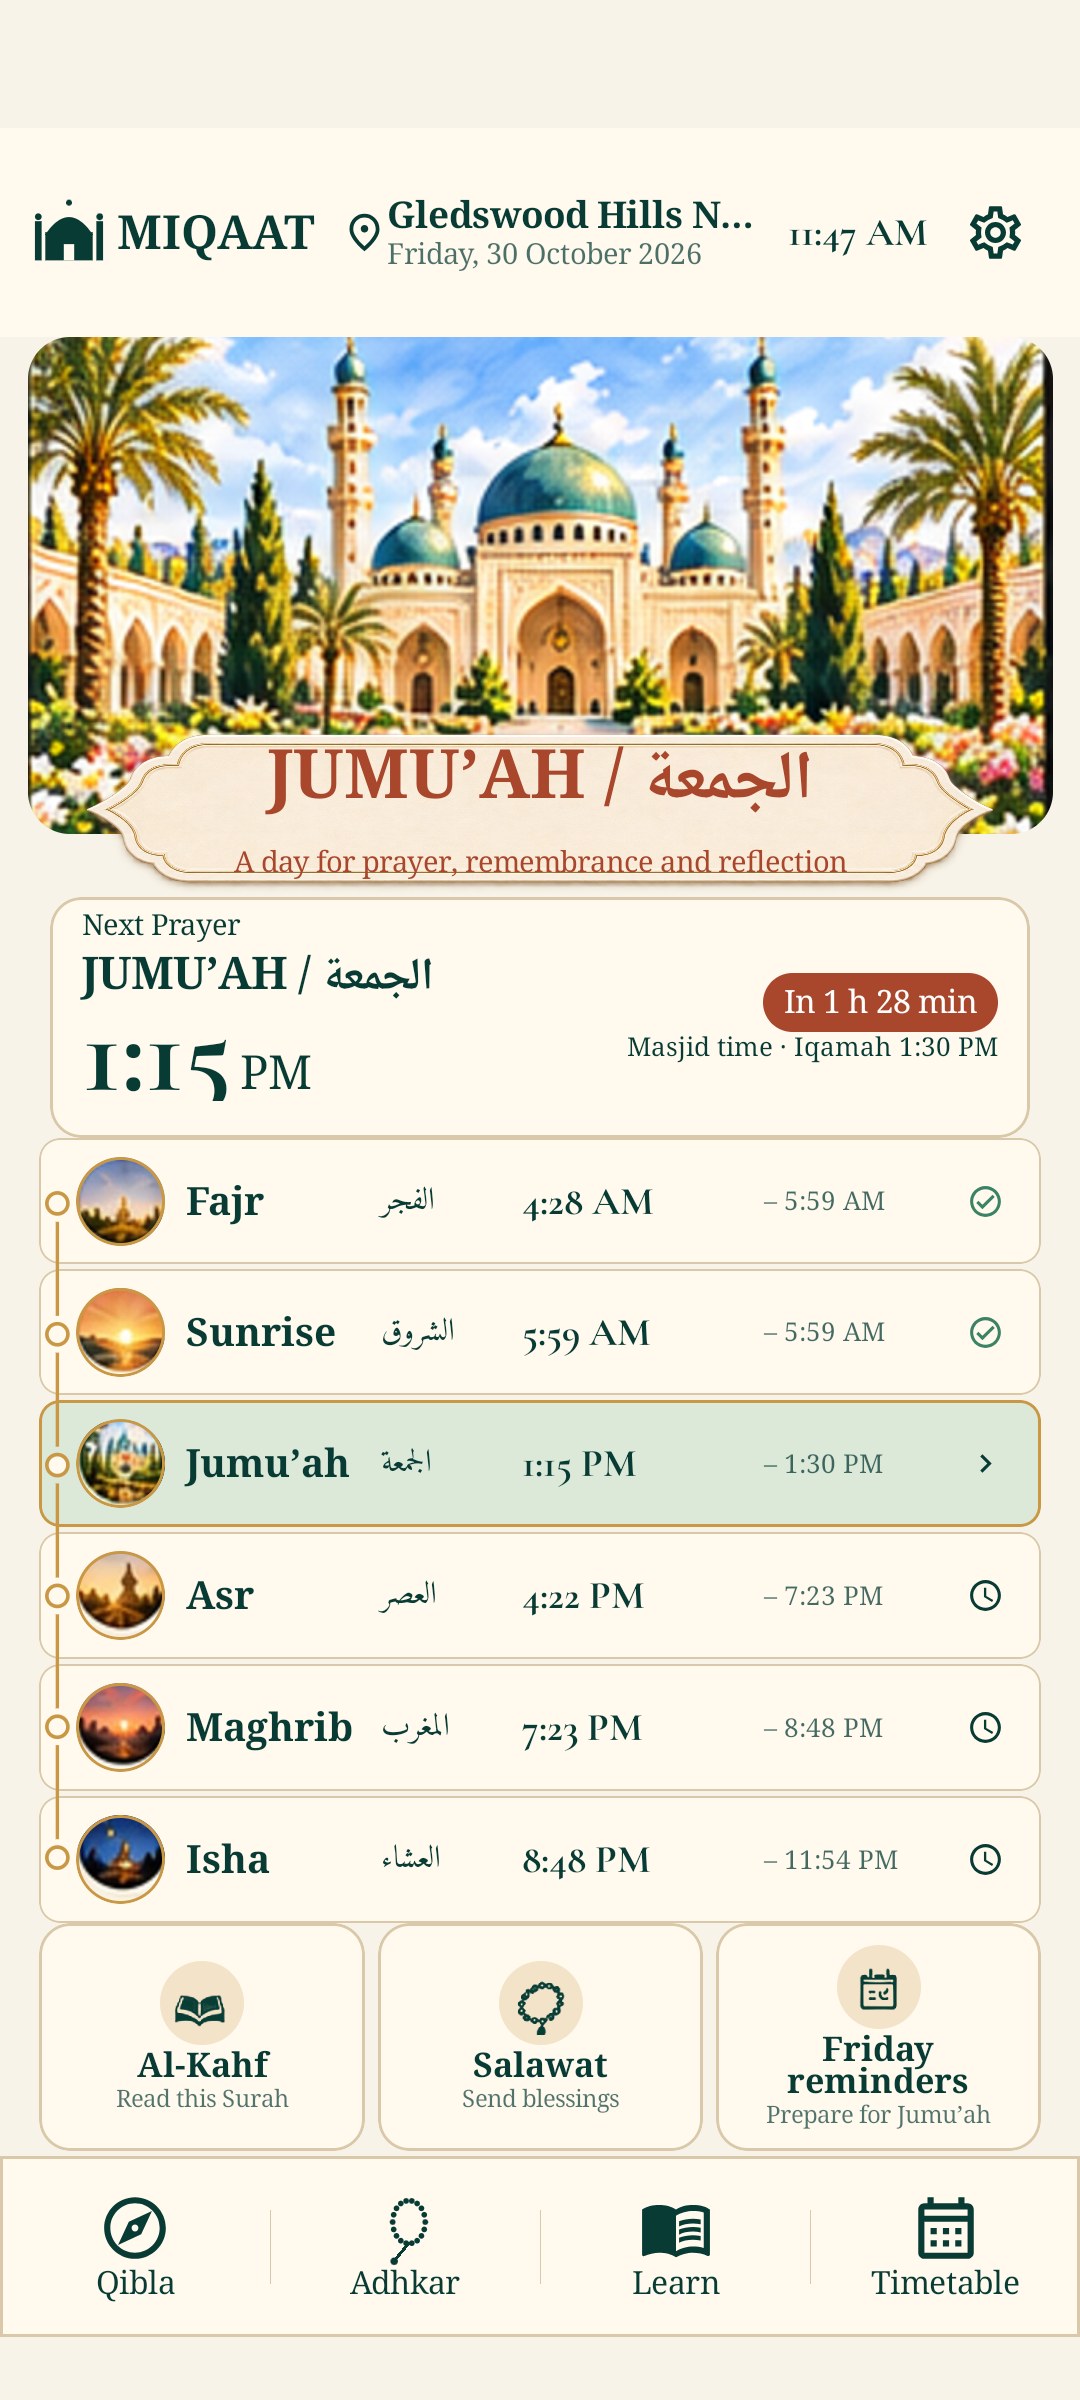 MIQAAT
Gledswood Hills N...
Friday, 30 October 2026
11:47 AM
JUMU’AH / الجمعة
A day for prayer, remembrance and reflection
Next Prayer
JUMU’AH / الجمعة
1:15 PM
In 1 h 28 min
Masjid time · Iqamah 1:30 PM
Fajr الفجر 4:28 AM – 5:59 AM
Sunrise الشروق 5:59 AM – 5:59 AM
Jumu’ah الجمعة 1:15 PM – 1:30 PM
Asr العصر 4:22 PM – 7:23 PM
Maghrib المغرب 7:23 PM – 8:48 PM
Isha العشاء 8:48 PM – 11:54 PM
Al-Kahf
Read this Surah
Salawat
Send blessings
Friday
reminders
Prepare for Jumu’ah
Qibla
Adhkar
Learn
Timetable